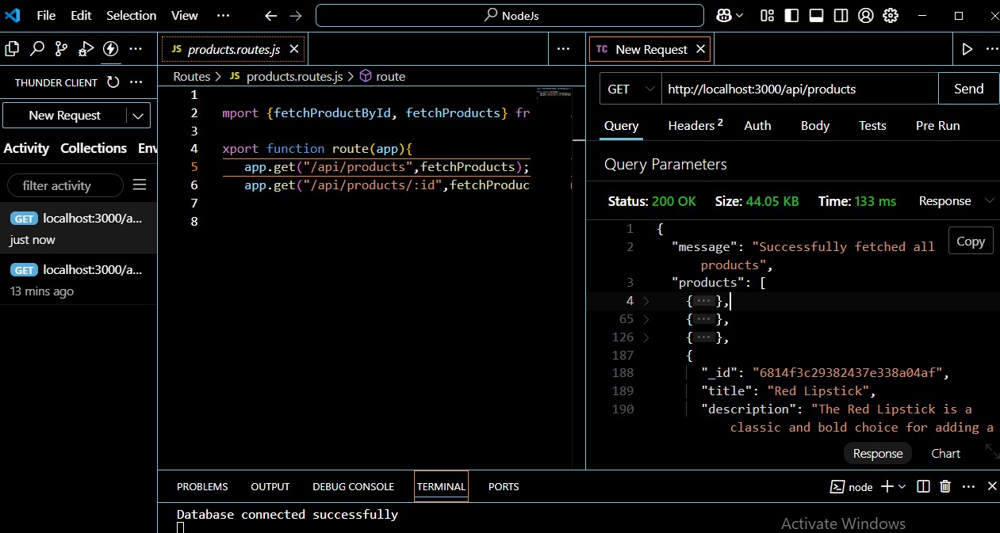 File Edit Selection View ··· NodeJs
JS products.routes.js
TC New Request
THUNDER CLIENT
New Request
Activity Collections Env
filter activity
GET localhost:3000/a...
just now
GET localhost:3000/a...
13 mins ago
Routes > JS products.routes.js > route
1
2 mport {fetchProductById, fetchProducts} fr
3
4 xport function route(app){
5 app.get("/api/products",fetchProducts);
6 app.get("/api/products/:id",fetchProduc
7
8
GET http://localhost:3000/api/products Send
Query Headers 2 Auth Body Tests Pre Run
Query Parameters
Status: 200 OK Size: 44.05 KB Time: 133 ms Response
Copy
1 {
2 "message": "Successfully fetched all
products",
3 "products": [
4 {···},
65 {···},
126 {···},
187 {
188 "_id": "6814f3c29382437e338a04af",
189 "title": "Red Lipstick",
190 "description": "The Red Lipstick is a
classic and bold choice for adding a
Response Chart
PROBLEMS OUTPUT DEBUG CONSOLE TERMINAL PORTS node
Database connected successfully
Activate Windows